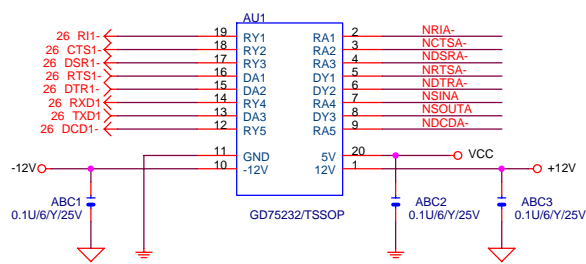 AU1
26 RI1- 19 RY1 RA1 2 NRIA-
26 CTS1- 18 RY2 RA2 3 NCTSA-
26 DSR1- 17 RY3 RA3 4 NDSRA-
26 RTS1- 16 DA1 DY1 5 NRTSA-
26 DTR1- 15 DA2 DY2 6 NDTRA-
26 RXD1 14 RY4 RA4 7 NSINA
26 TXD1 13 DA3 DY3 8 NSOUTA
26 DCD1- 12 RY5 RA5 9 NDCDA-
11 GND 5V 20 VCC
-12V 10 -12V 12V 1 +12V
ABC1
0.1U/6/Y/25V
GD75232/TSSOP
ABC2
0.1U/6/Y/25V
ABC3
0.1U/6/Y/25V